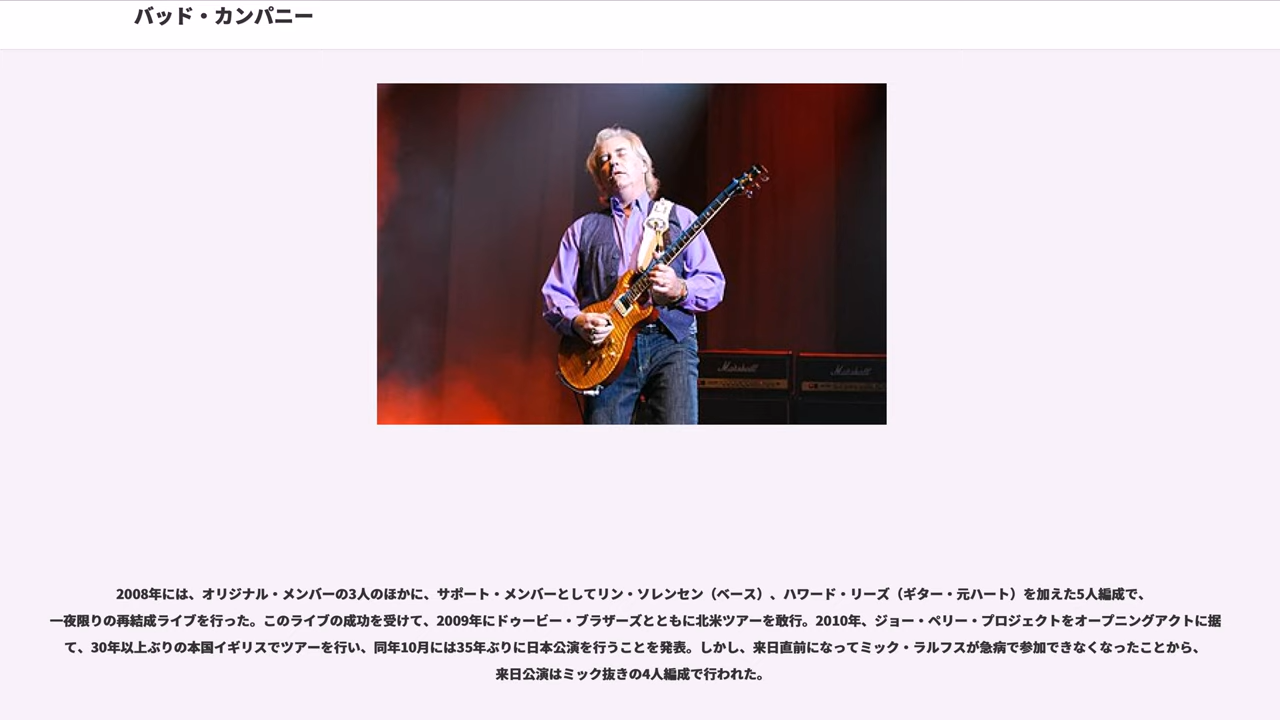 バッド・カンパニー
Marshall
Marshall
2008年には、オリジナル・メンバーの3人のほかに、サポート・メンバーとしてリン・ソレンセン（ベース）、ハワード・リーズ（ギター・元ハート）を加えた5人編成で、
一夜限りの再結成ライブを行った。このライブの成功を受けて、2009年にドゥービー・ブラザーズとともに北米ツアーを敢行。2010年、ジョー・ペリー・プロジェクトをオープニングアクトに据
て、30年以上ぶりの本国イギリスでツアーを行い、同年10月には35年ぶりに日本公演を行うことを発表。しかし、来日直前になってミック・ラルフスが急病で参加できなくなったことから、
来日公演はミック抜きの4人編成で行われた。